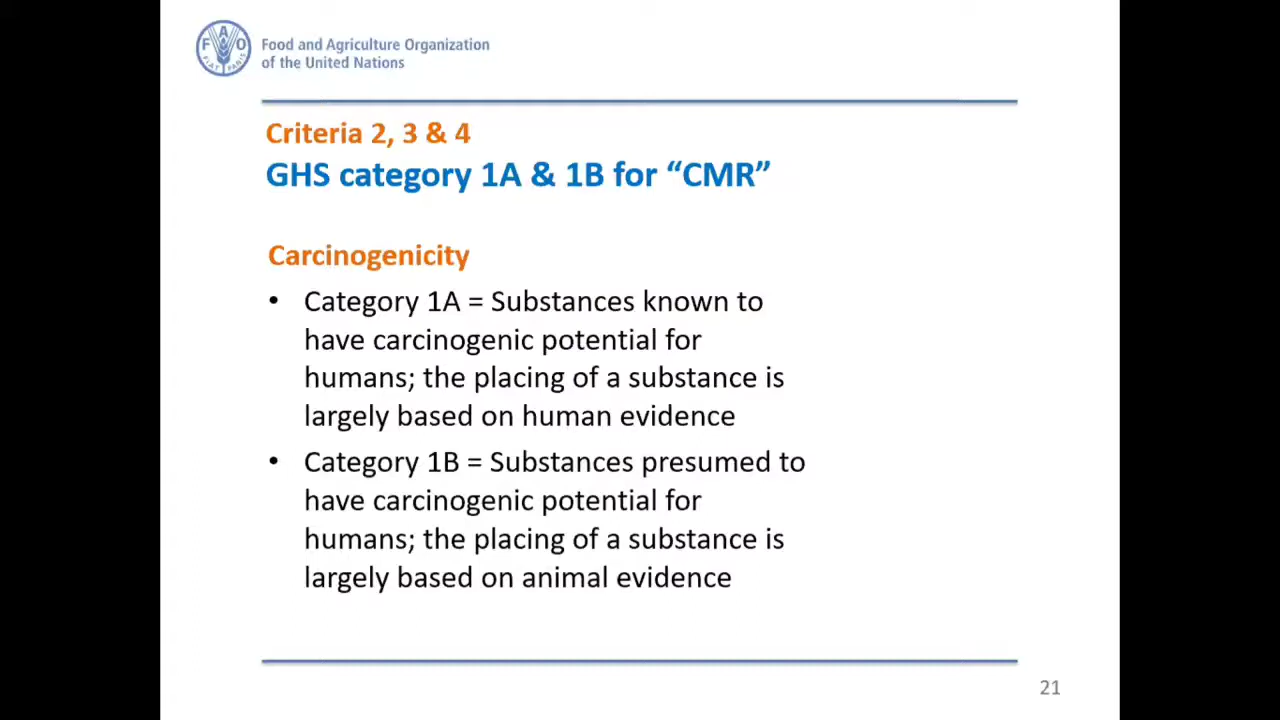 FAO
FIAT PANIS
Food and Agriculture Organization
of the United Nations
Criteria 2, 3 & 4
GHS category 1A & 1B for “CMR”
Carcinogenicity
• Category 1A = Substances known to
have carcinogenic potential for
humans; the placing of a substance is
largely based on human evidence
• Category 1B = Substances presumed to
have carcinogenic potential for
humans; the placing of a substance is
largely based on animal evidence
21